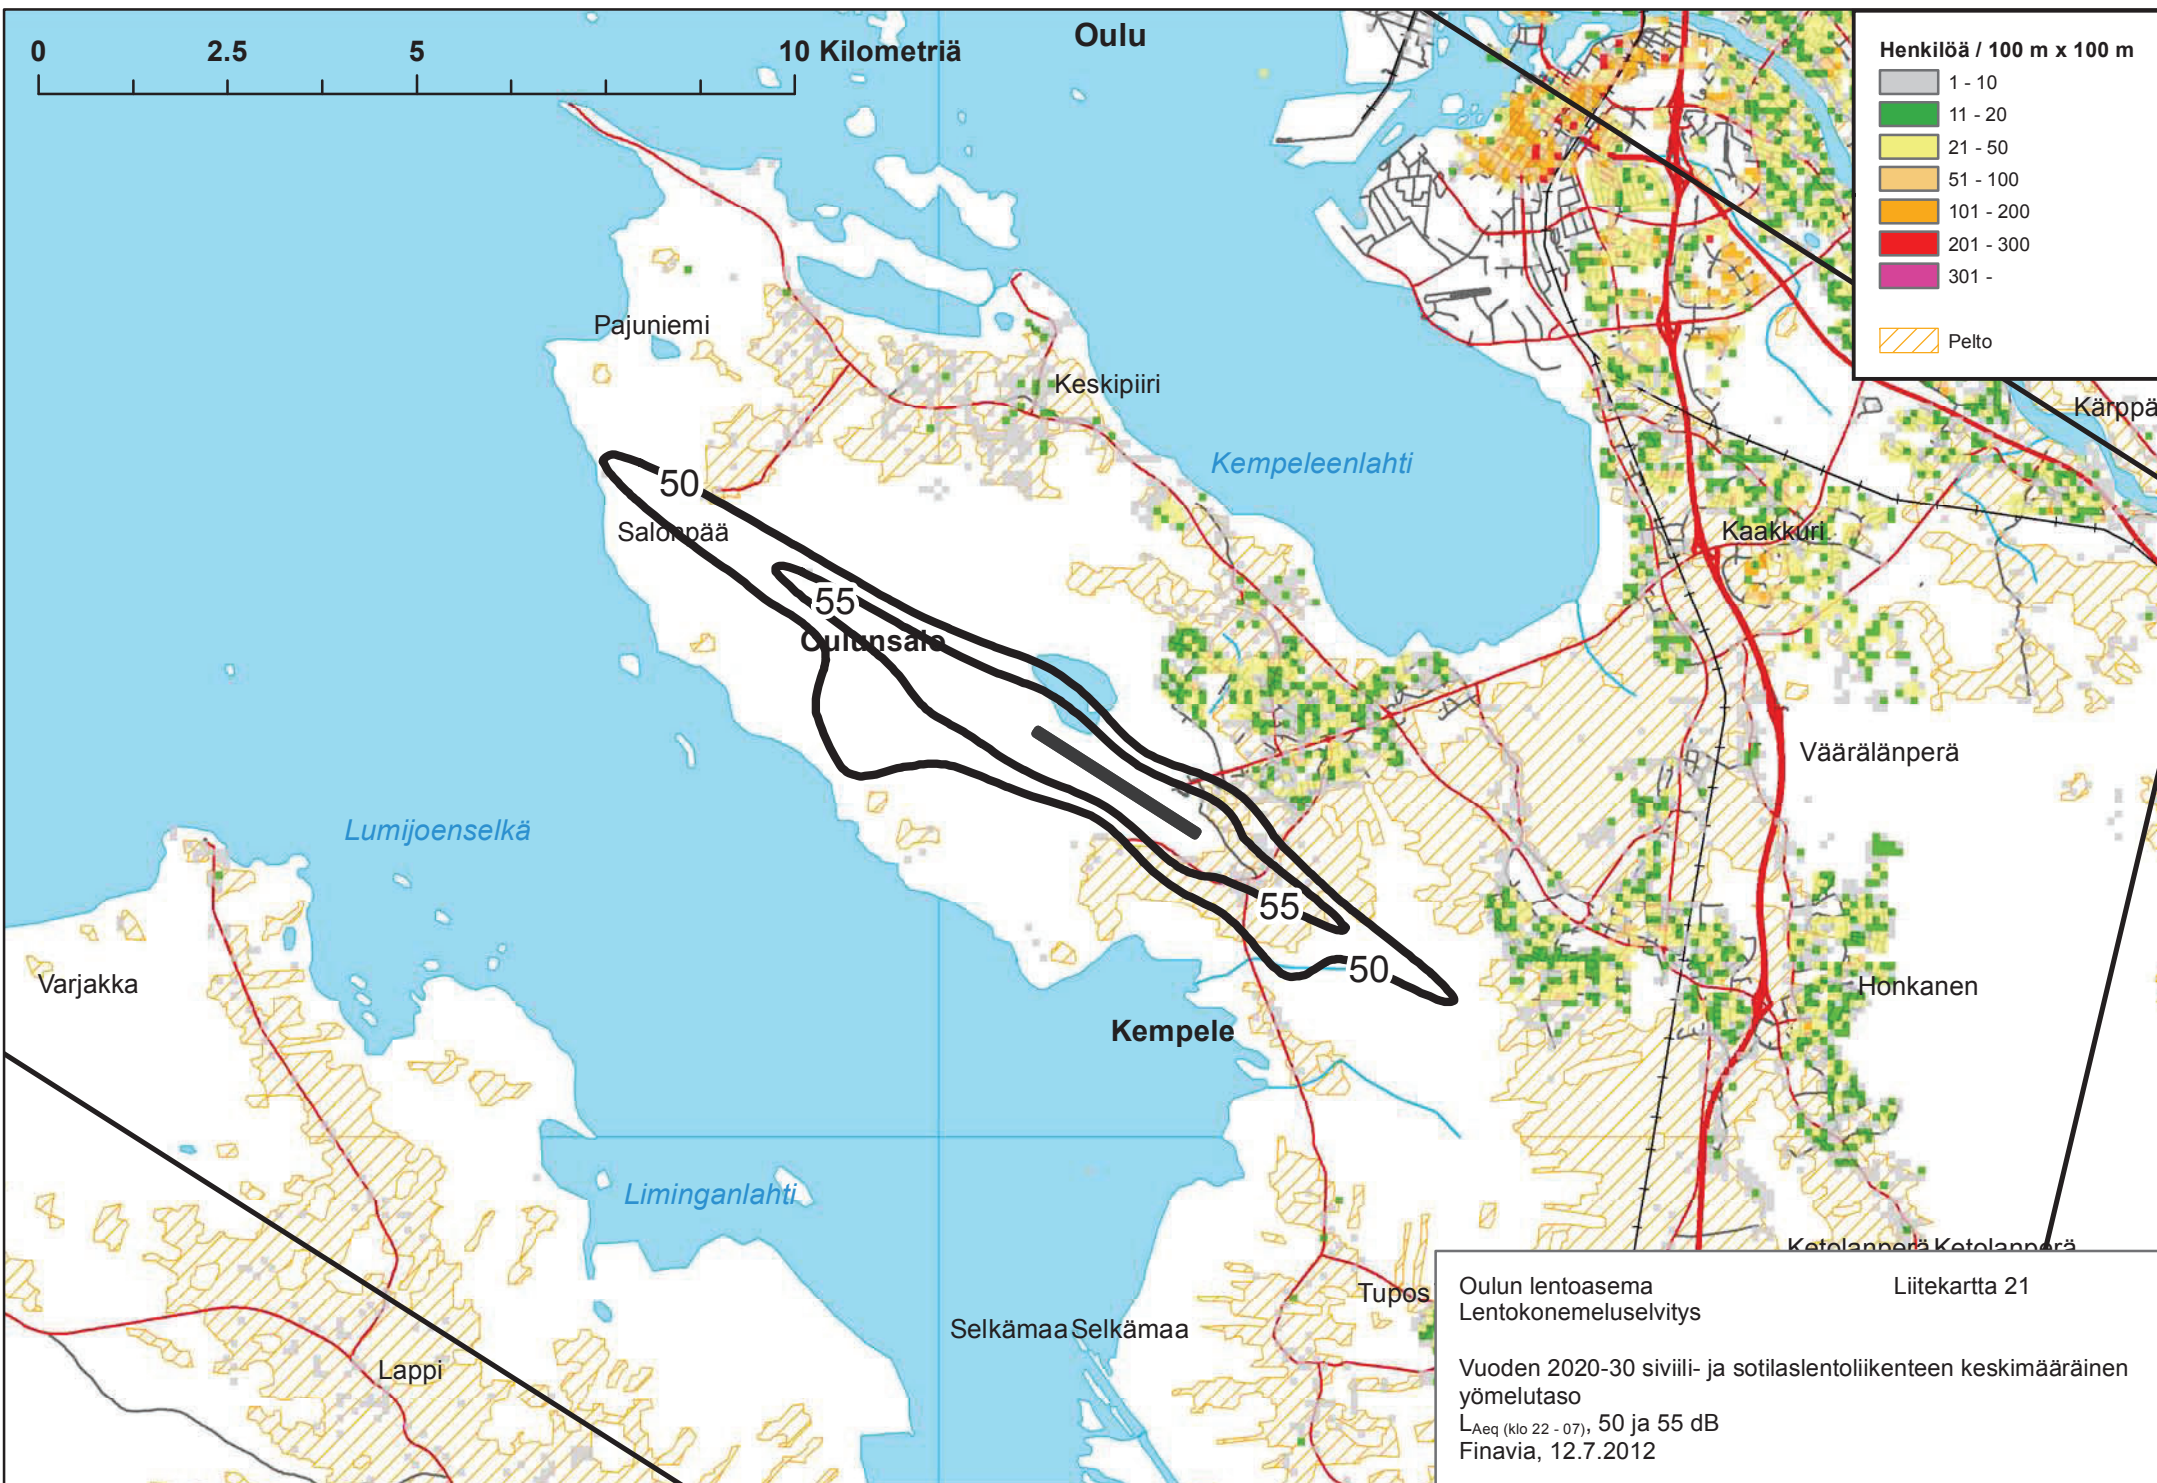 0 2.5 5 10 Kilometriä
Oulu
Henkilöä / 100 m x 100 m
1 - 10
11 - 20
21 - 50
51 - 100
101 - 200
201 - 300
301 -
Pelto
Pajuniemi
Keskipiiri
Kärppä
Kempeleenlahti
50
Salonpää
Kaakkuri
55
Oulunsalo
Väärälänperä
Lumijoenselkä
55
50
Varjakka
Honkanen
Kempele
Liminganlahti
Ketolanperä Ketolanperä
Tupos
Selkämaa Selkämaa
Lappi
Oulun lentoasema Liitekartta 21
Lentokonemeluselvitys
Vuoden 2020-30 siviili- ja sotilaslentoliikenteen keskimääräinen
yömelutaso
LAeq (klo 22 - 07), 50 ja 55 dB
Finavia, 12.7.2012